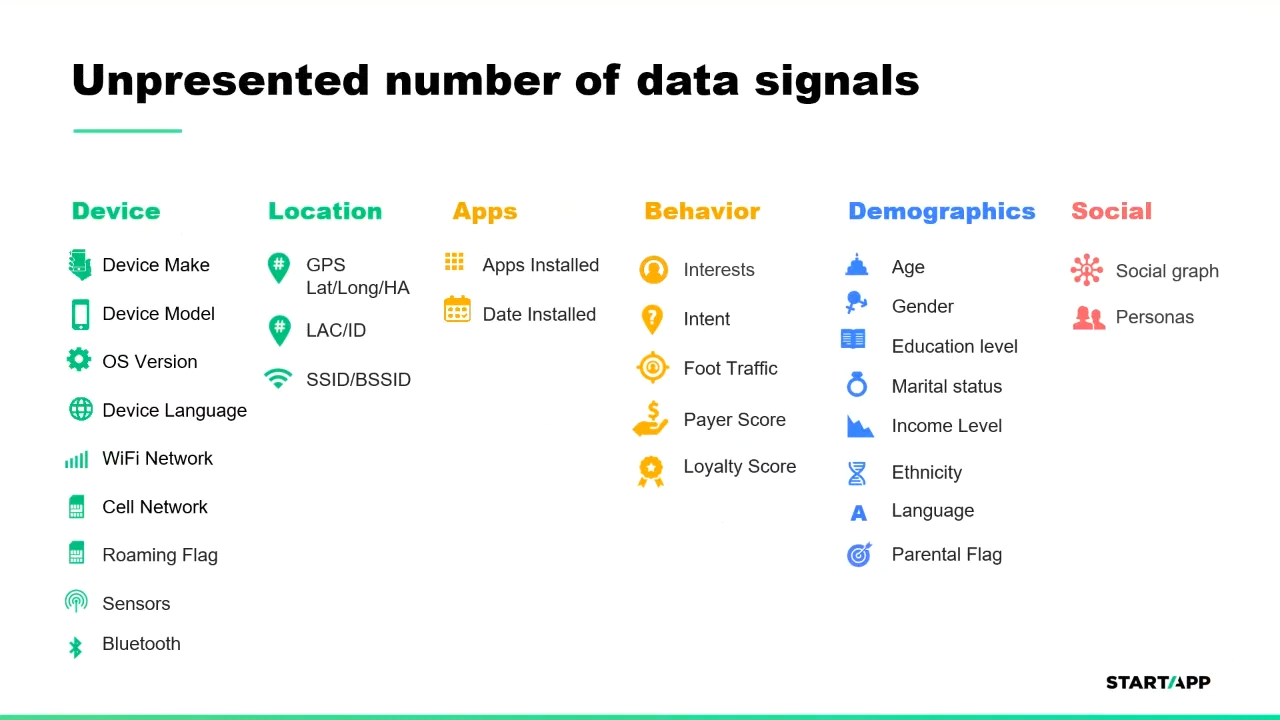 Unpresented number of data signals
Device
Device Make
Device Model
OS Version
Device Language
WiFi Network
Cell Network
Roaming Flag
Sensors
Bluetooth
Location
# GPS
Lat/Long/HA
# LAC/ID
SSID/BSSID
Apps
Apps Installed
Date Installed
Behavior
Interests
? Intent
Foot Traffic
$ Payer Score
Loyalty Score
Demographics
Age
Gender
Education level
Marital status
Income Level
Ethnicity
A Language
Parental Flag
Social
Social graph
Personas
START/APP